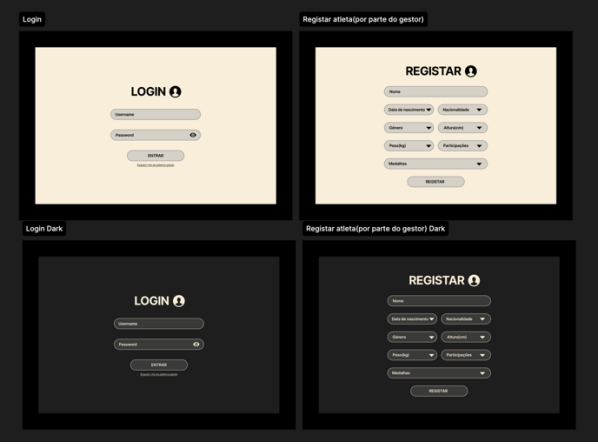 Login
LOGIN
Username
Password
ENTRAR
Registar atleta(por parte do gestor)
REGISTAR
Nome
Data de nascimento
Nacionalidade
Género
Altura(cm)
Peso(kg)
Participações
Medalhas
REGISTAR
Login Dark
LOGIN
Username
Password
ENTRAR
Registar atleta(por parte do gestor) Dark
REGISTAR
Nome
Data de nascimento
Nacionalidade
Género
Altura(cm)
Peso(kg)
Participações
Medalhas
REGISTAR